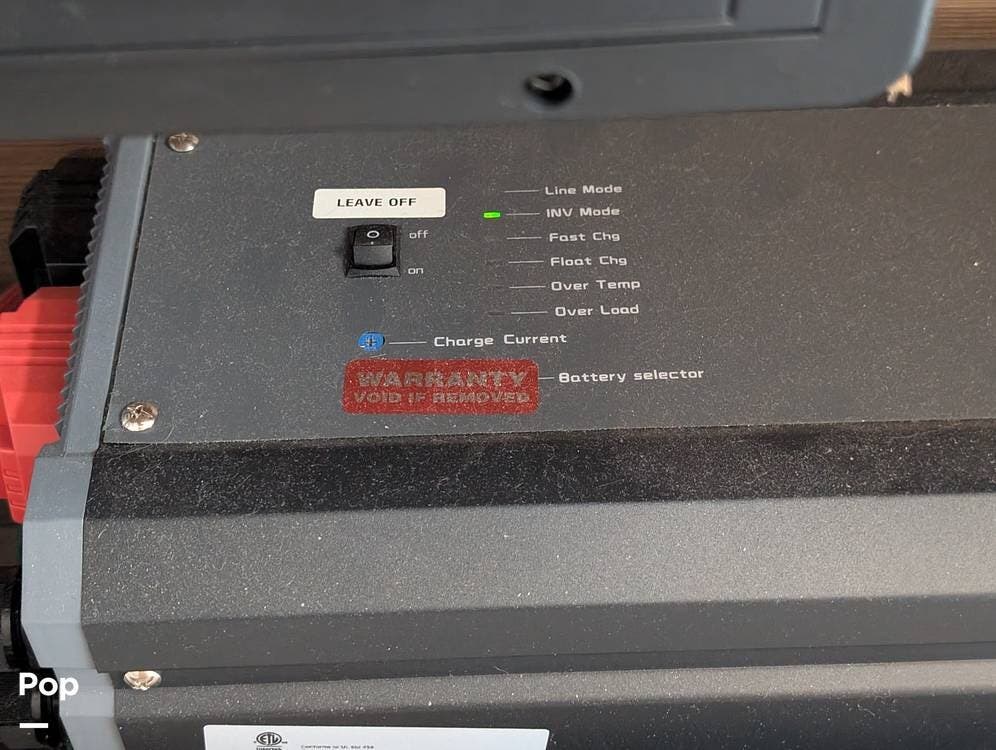 LEAVE OFF
off
on
Line Mode
INV Mode
Fast Chg
Float Chg
Over Temp
Over Load
Charge Current
WARRANTY
VOID IF REMOVED
Battery selector
Pop
ETL